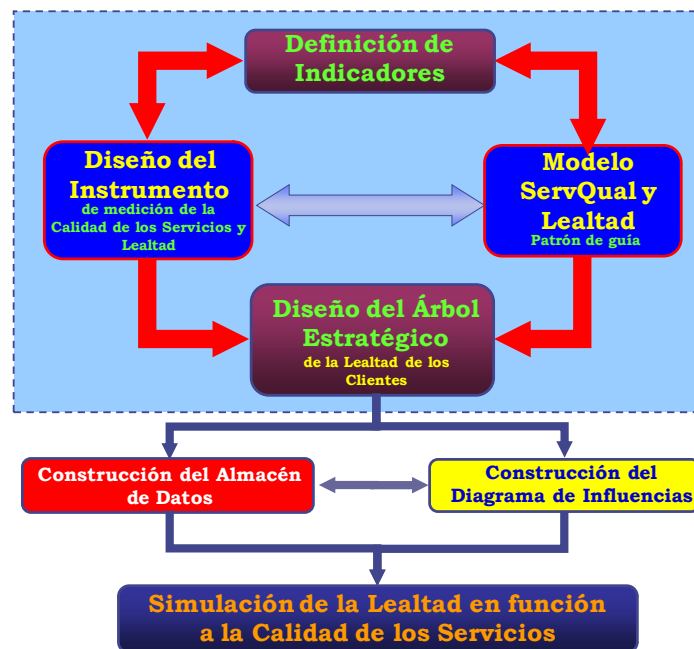 Definición de
Indicadores
Diseño del
Instrumento
de medición de la
Calidad de los Servicios y
Lealtad
Modelo
ServQual y
Lealtad
Patrón de guía
Diseño del Árbol
Estratégico
de la Lealtad de los
Clientes
Construcción del Almacén
de Datos
Construcción del
Diagrama de Influencias
Simulación de la Lealtad en función
a la Calidad de los Servicios